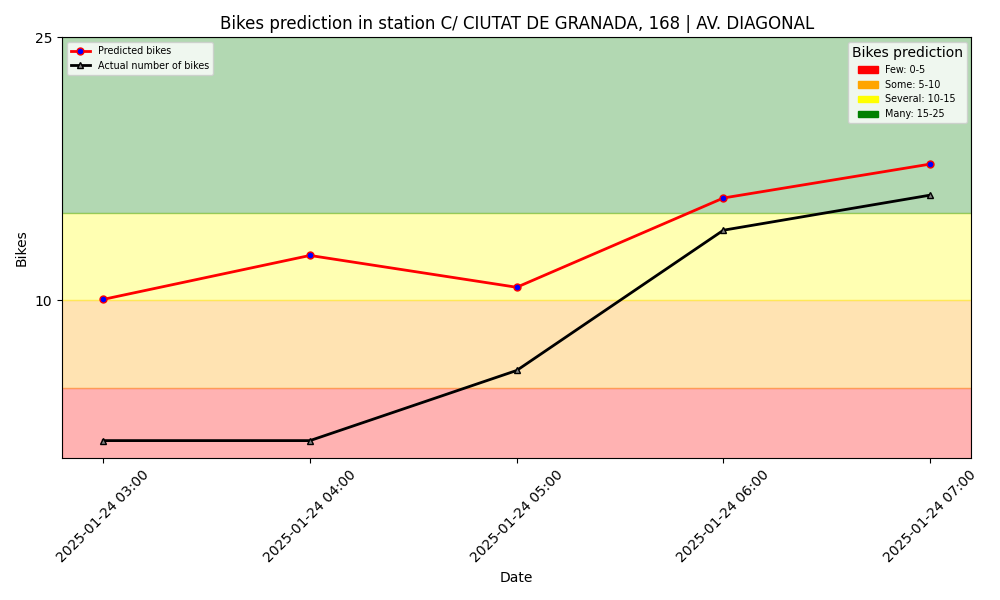 Bikes prediction in station C/ CIUTAT DE GRANADA, 168 | AV. DIAGONAL
25
10
Bikes
Predicted bikes
Actual number of bikes
Bikes prediction
Few: 0-5
Some: 5-10
Several: 10-15
Many: 15-25
2025-01-24 03:00
2025-01-24 04:00
2025-01-24 05:00
2025-01-24 06:00
2025-01-24 07:00
Date